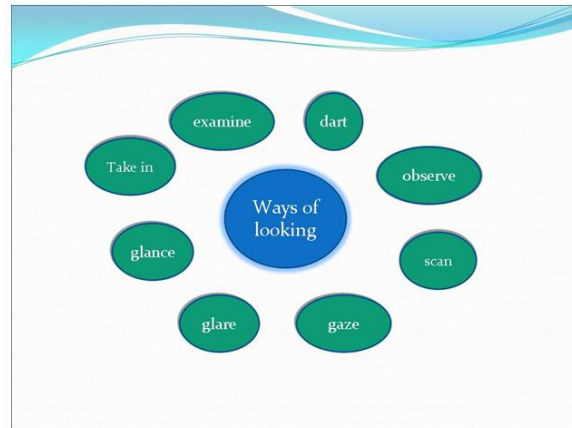 examine
dart
Take in
observe
Ways of
looking
glance
scan
glare
gaze